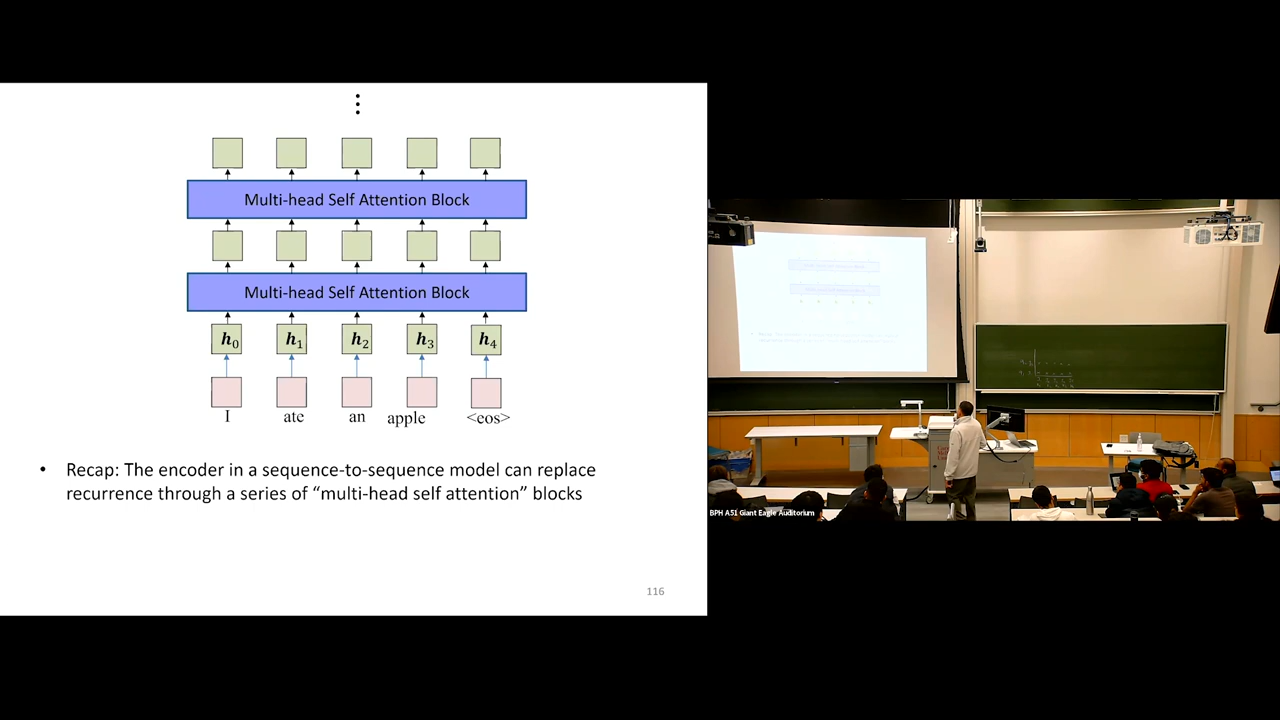 ⋮
Multi-head Self Attention Block
Multi-head Self Attention Block
h₀ h₁ h₂ h₃ h₄
I ate an apple <eos>
• Recap: The encoder in a sequence-to-sequence model can replace
recurrence through a series of “multi-head self attention” blocks
116
BPH A51 Giant Eagle Auditorium